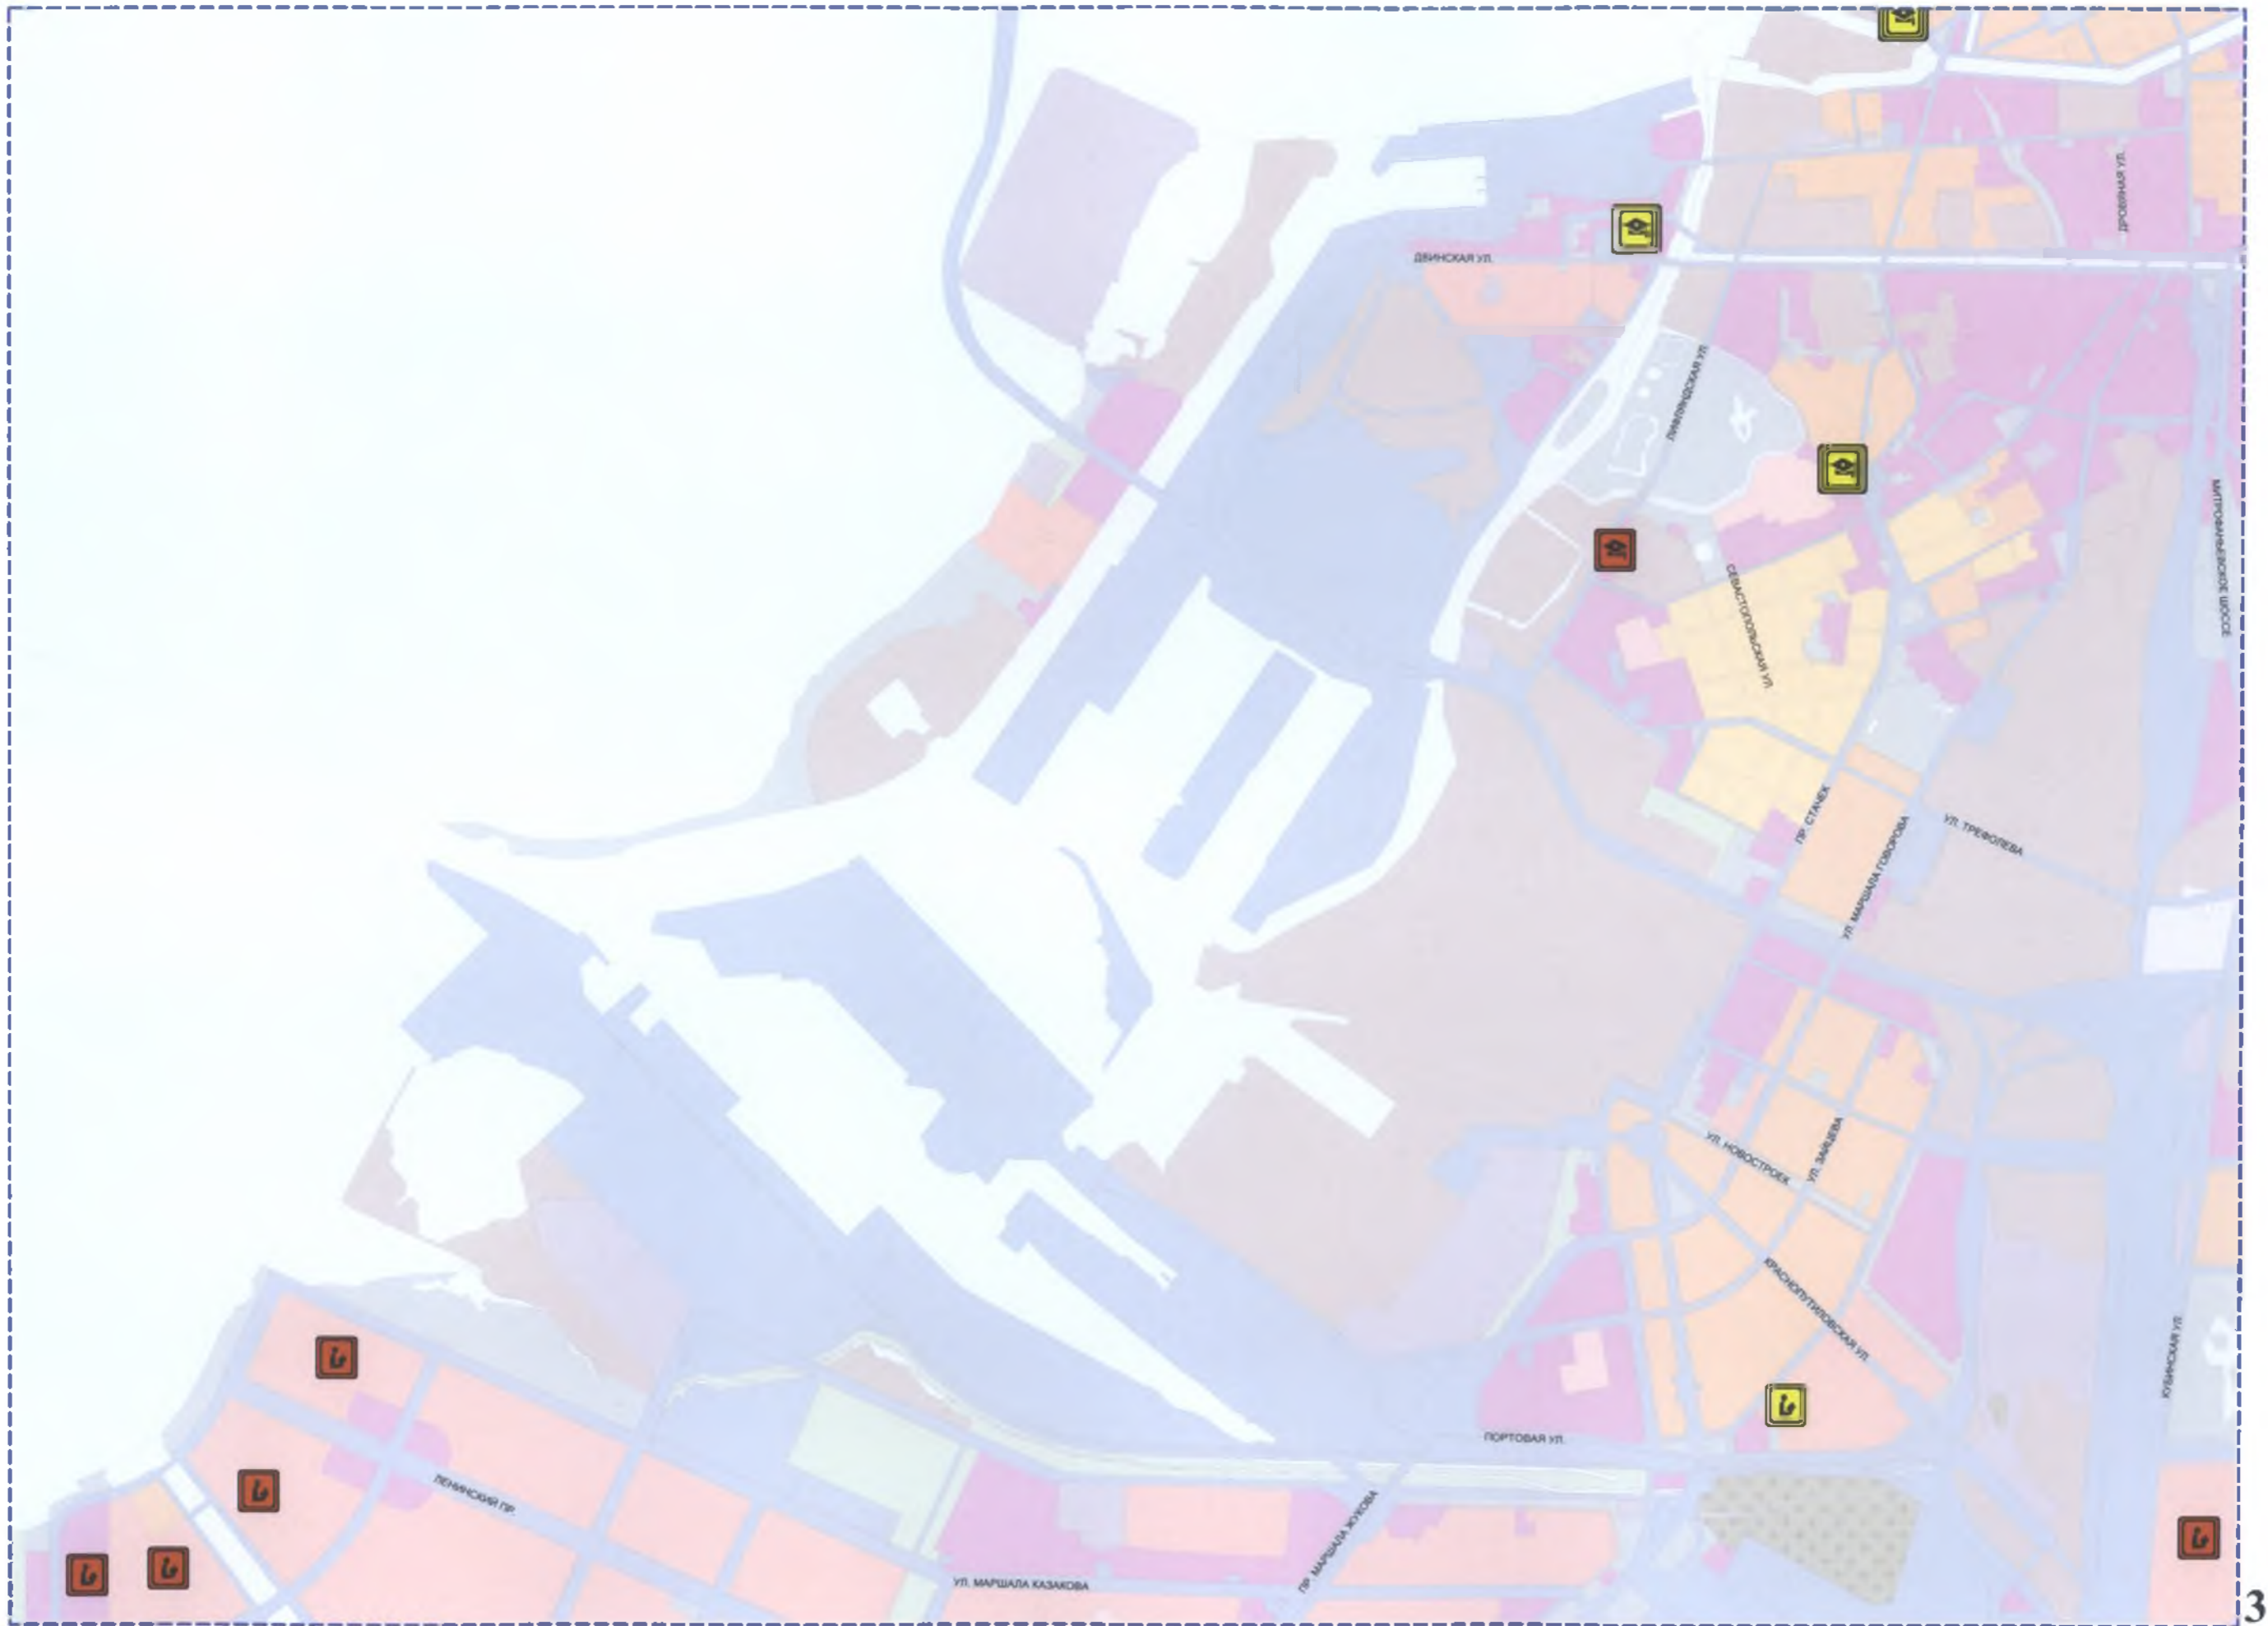 ДРОВЯНАЯ УЛ.
ДВИНСКАЯ УЛ.
ЛИФЛЯНДСКАЯ УЛ.
МИТРОФАНЬЕВСКОЕ ШОССЕ
СЕВАСТОПОЛЬСКАЯ УЛ.
ПР. СТАЧЕК
УЛ. МАРШАЛА ГОВОРОВА
УЛ. ТРЕФОЛЕВА
УЛ. НОВОСТРОЕК
УЛ. ЗАЙЦЕВА
КРАСНОПУТИЛОВСКАЯ УЛ.
КУБИНСКАЯ УЛ.
ПОРТОВАЯ УЛ.
ЛЕНИНСКИЙ ПР.
ПР. МАРШАЛА ЖУКОВА
УЛ. МАРШАЛА КАЗАКОВА
3